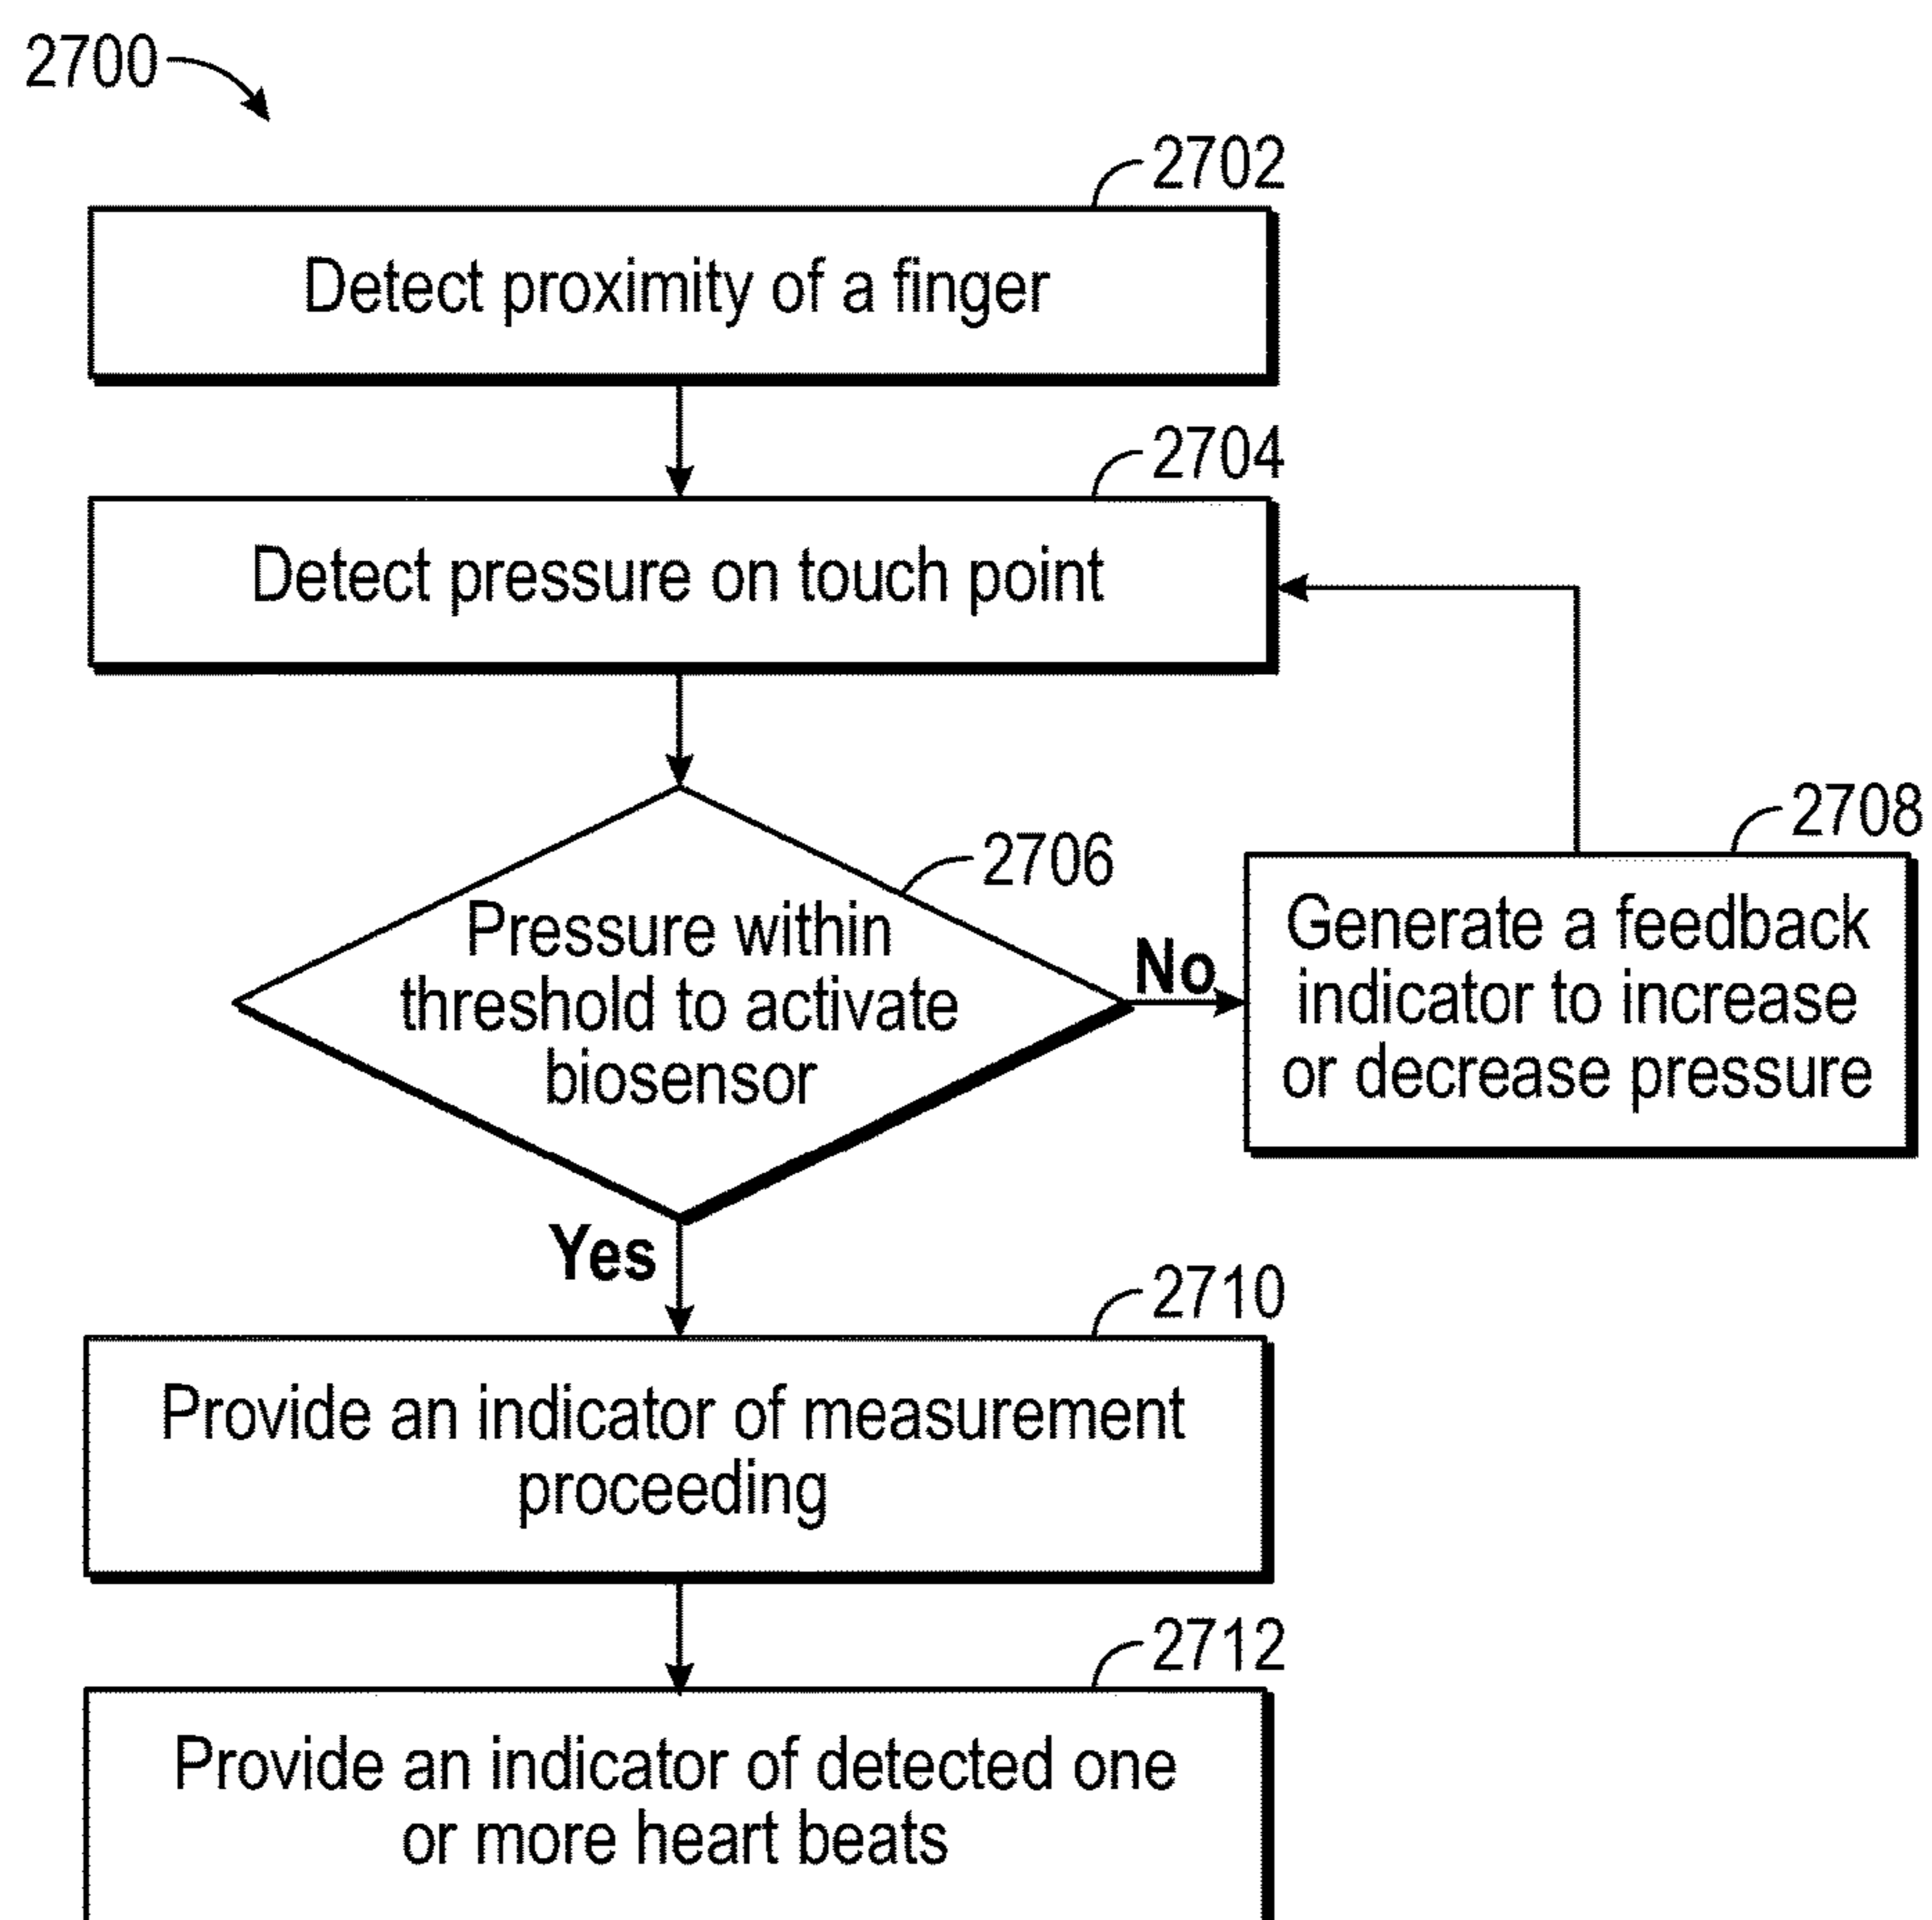 2700
2702
Detect proximity of a finger
2704
Detect pressure on touch point
2706
Pressure within
threshold to activate
biosensor
No
2708
Generate a feedback
indicator to increase
or decrease pressure
Yes
2710
Provide an indicator of measurement
proceeding
2712
Provide an indicator of detected one
or more heart beats